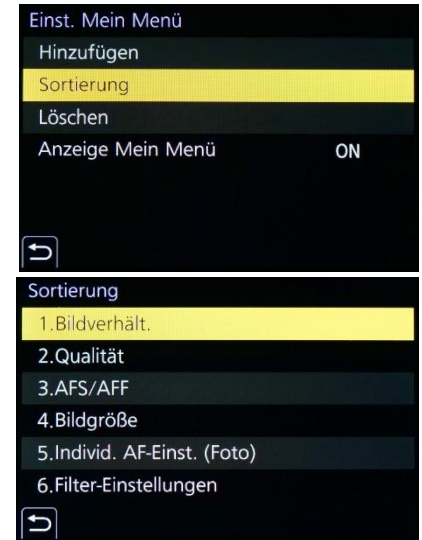 Einst. Mein Menü
Hinzufügen
Sortierung
Löschen
Anzeige Mein Menü ON
Sortierung
1.Bildverhält.
2.Qualität
3.AFS/AFF
4.Bildgröße
5.Individ. AF-Einst. (Foto)
6.Filter-Einstellungen